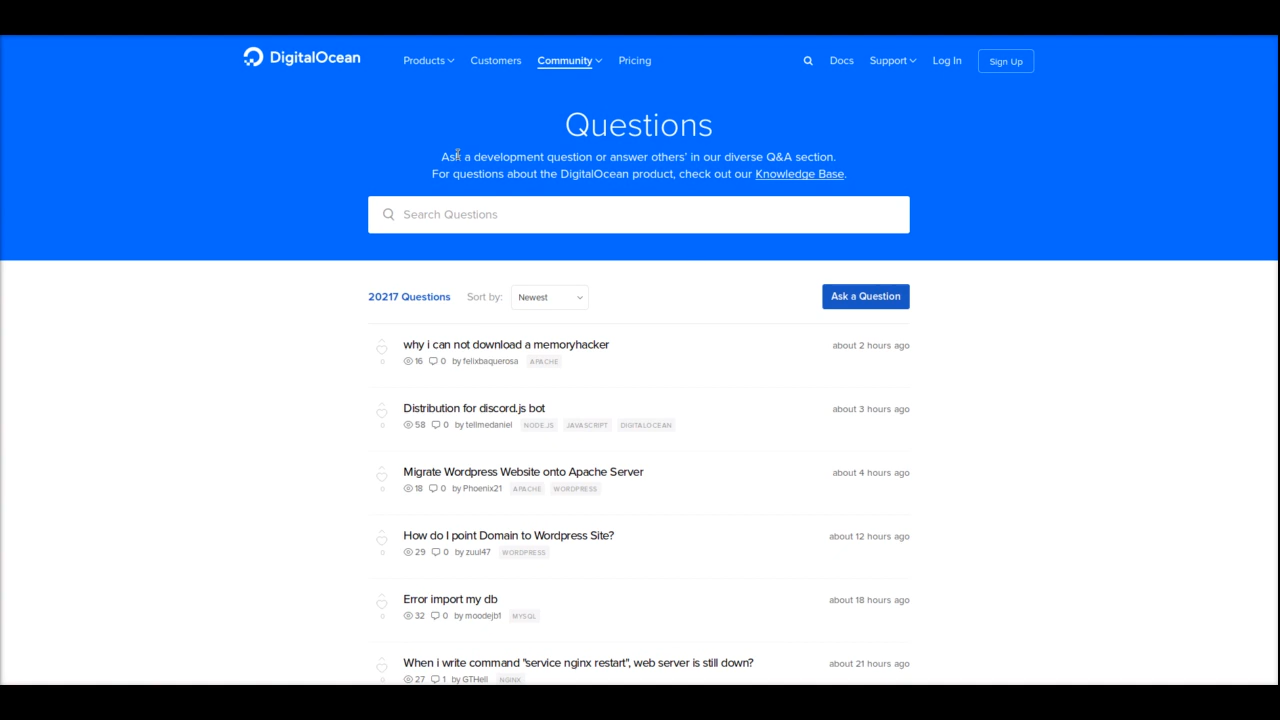 DigitalOcean Products Customers Community Pricing Docs Support Log In Sign Up
Questions
Ask a development question or answer others' in our diverse Q&A section.
For questions about the DigitalOcean product, check out our Knowledge Base.
Search Questions
20217 Questions Sort by: Newest Ask a Question
why i can not download a memoryhacker about 2 hours ago
0 16 0 by felixbaquerosa APACHE
Distribution for discord.js bot about 3 hours ago
0 58 0 by tellmedaniel NODE.JS JAVASCRIPT DIGITALOCEAN
Migrate Wordpress Website onto Apache Server about 4 hours ago
0 18 0 by Phoenix21 APACHE WORDPRESS
How do I point Domain to Wordpress Site? about 12 hours ago
0 29 0 by zuul47 WORDPRESS
Error import my db about 18 hours ago
0 32 0 by moodejb1 MYSQL
When i write command "service nginx restart", web server is still down? about 21 hours ago
0 27 1 by GTHell NGINX